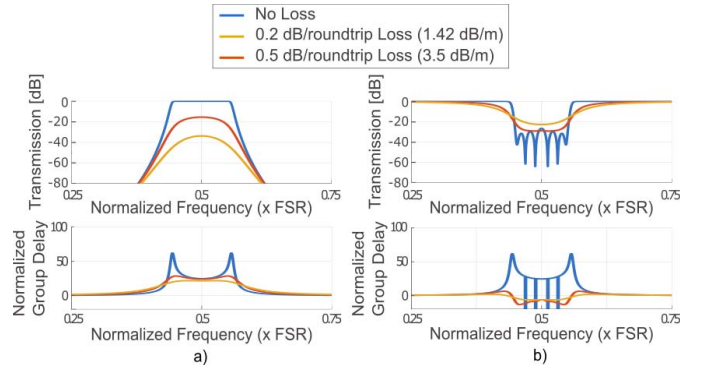 No Loss
0.2 dB/roundtrip Loss (1.42 dB/m)
0.5 dB/roundtrip Loss (3.5 dB/m)
Transmission [dB]
0
-20
-40
-60
-80
0.25
0.5
0.75
Normalized Frequency (x FSR)
Normalized
Group Delay
100
50
0
0.25
0.5
0.75
Normalized Frequency (x FSR)
a)
Transmission [dB]
0
-20
-40
-60
-80
0.25
0.5
0.75
Normalized Frequency (x FSR)
Normalized
Group Delay
100
50
0
0.25
0.5
0.75
Normalized Frequency (x FSR)
b)